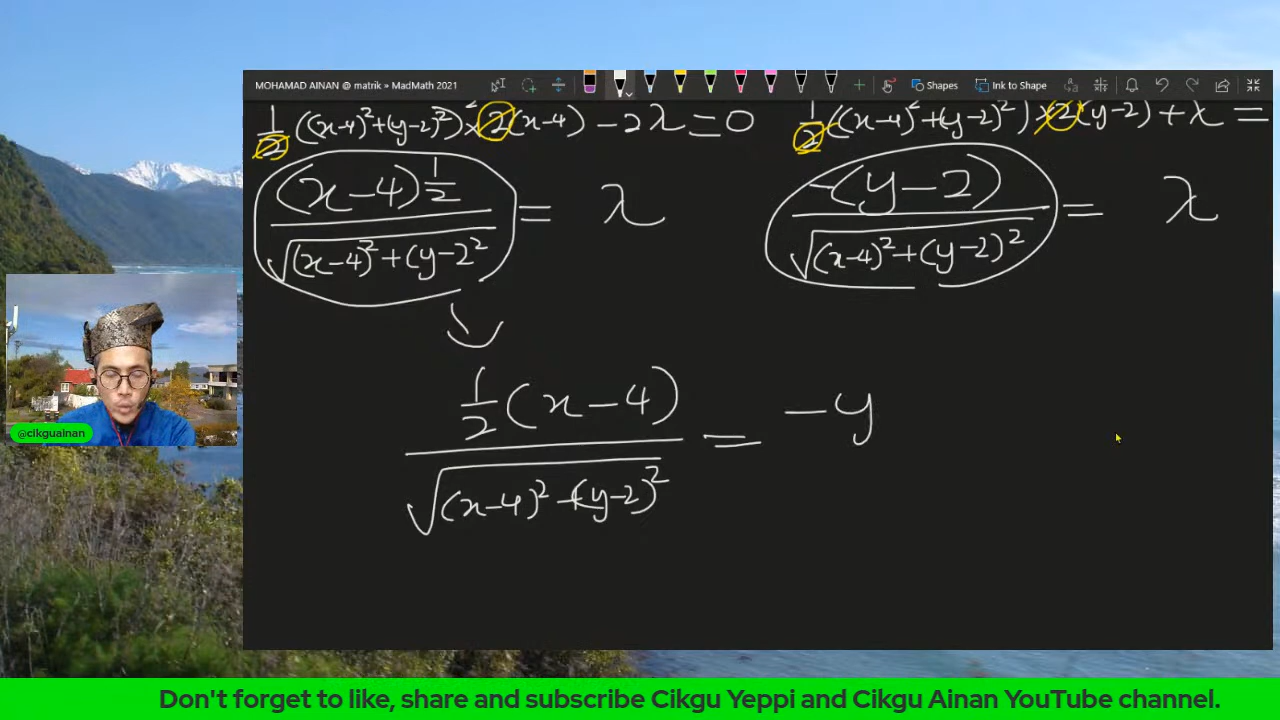 MOHAMAD AINAN @ matrik » MadMath 2021
Shapes
Ink to Shape
1/2 ((x-4)²+(y-2)²) × 2(x-4) - 2λ = 0
1/2 ((x-4)²+(y-2)²) × 2(y-2) + λ =
(x-4) 1/2 / √(x-4)²+(y-2² = λ
-(y-2) / √(x-4)²+(y-2)² = λ
1/2 (x-4) / √(x-4)²+(y-2)² = -y
@cikguainan
Don't forget to like, share and subscribe Cikgu Yeppi and Cikgu Ainan YouTube channel.